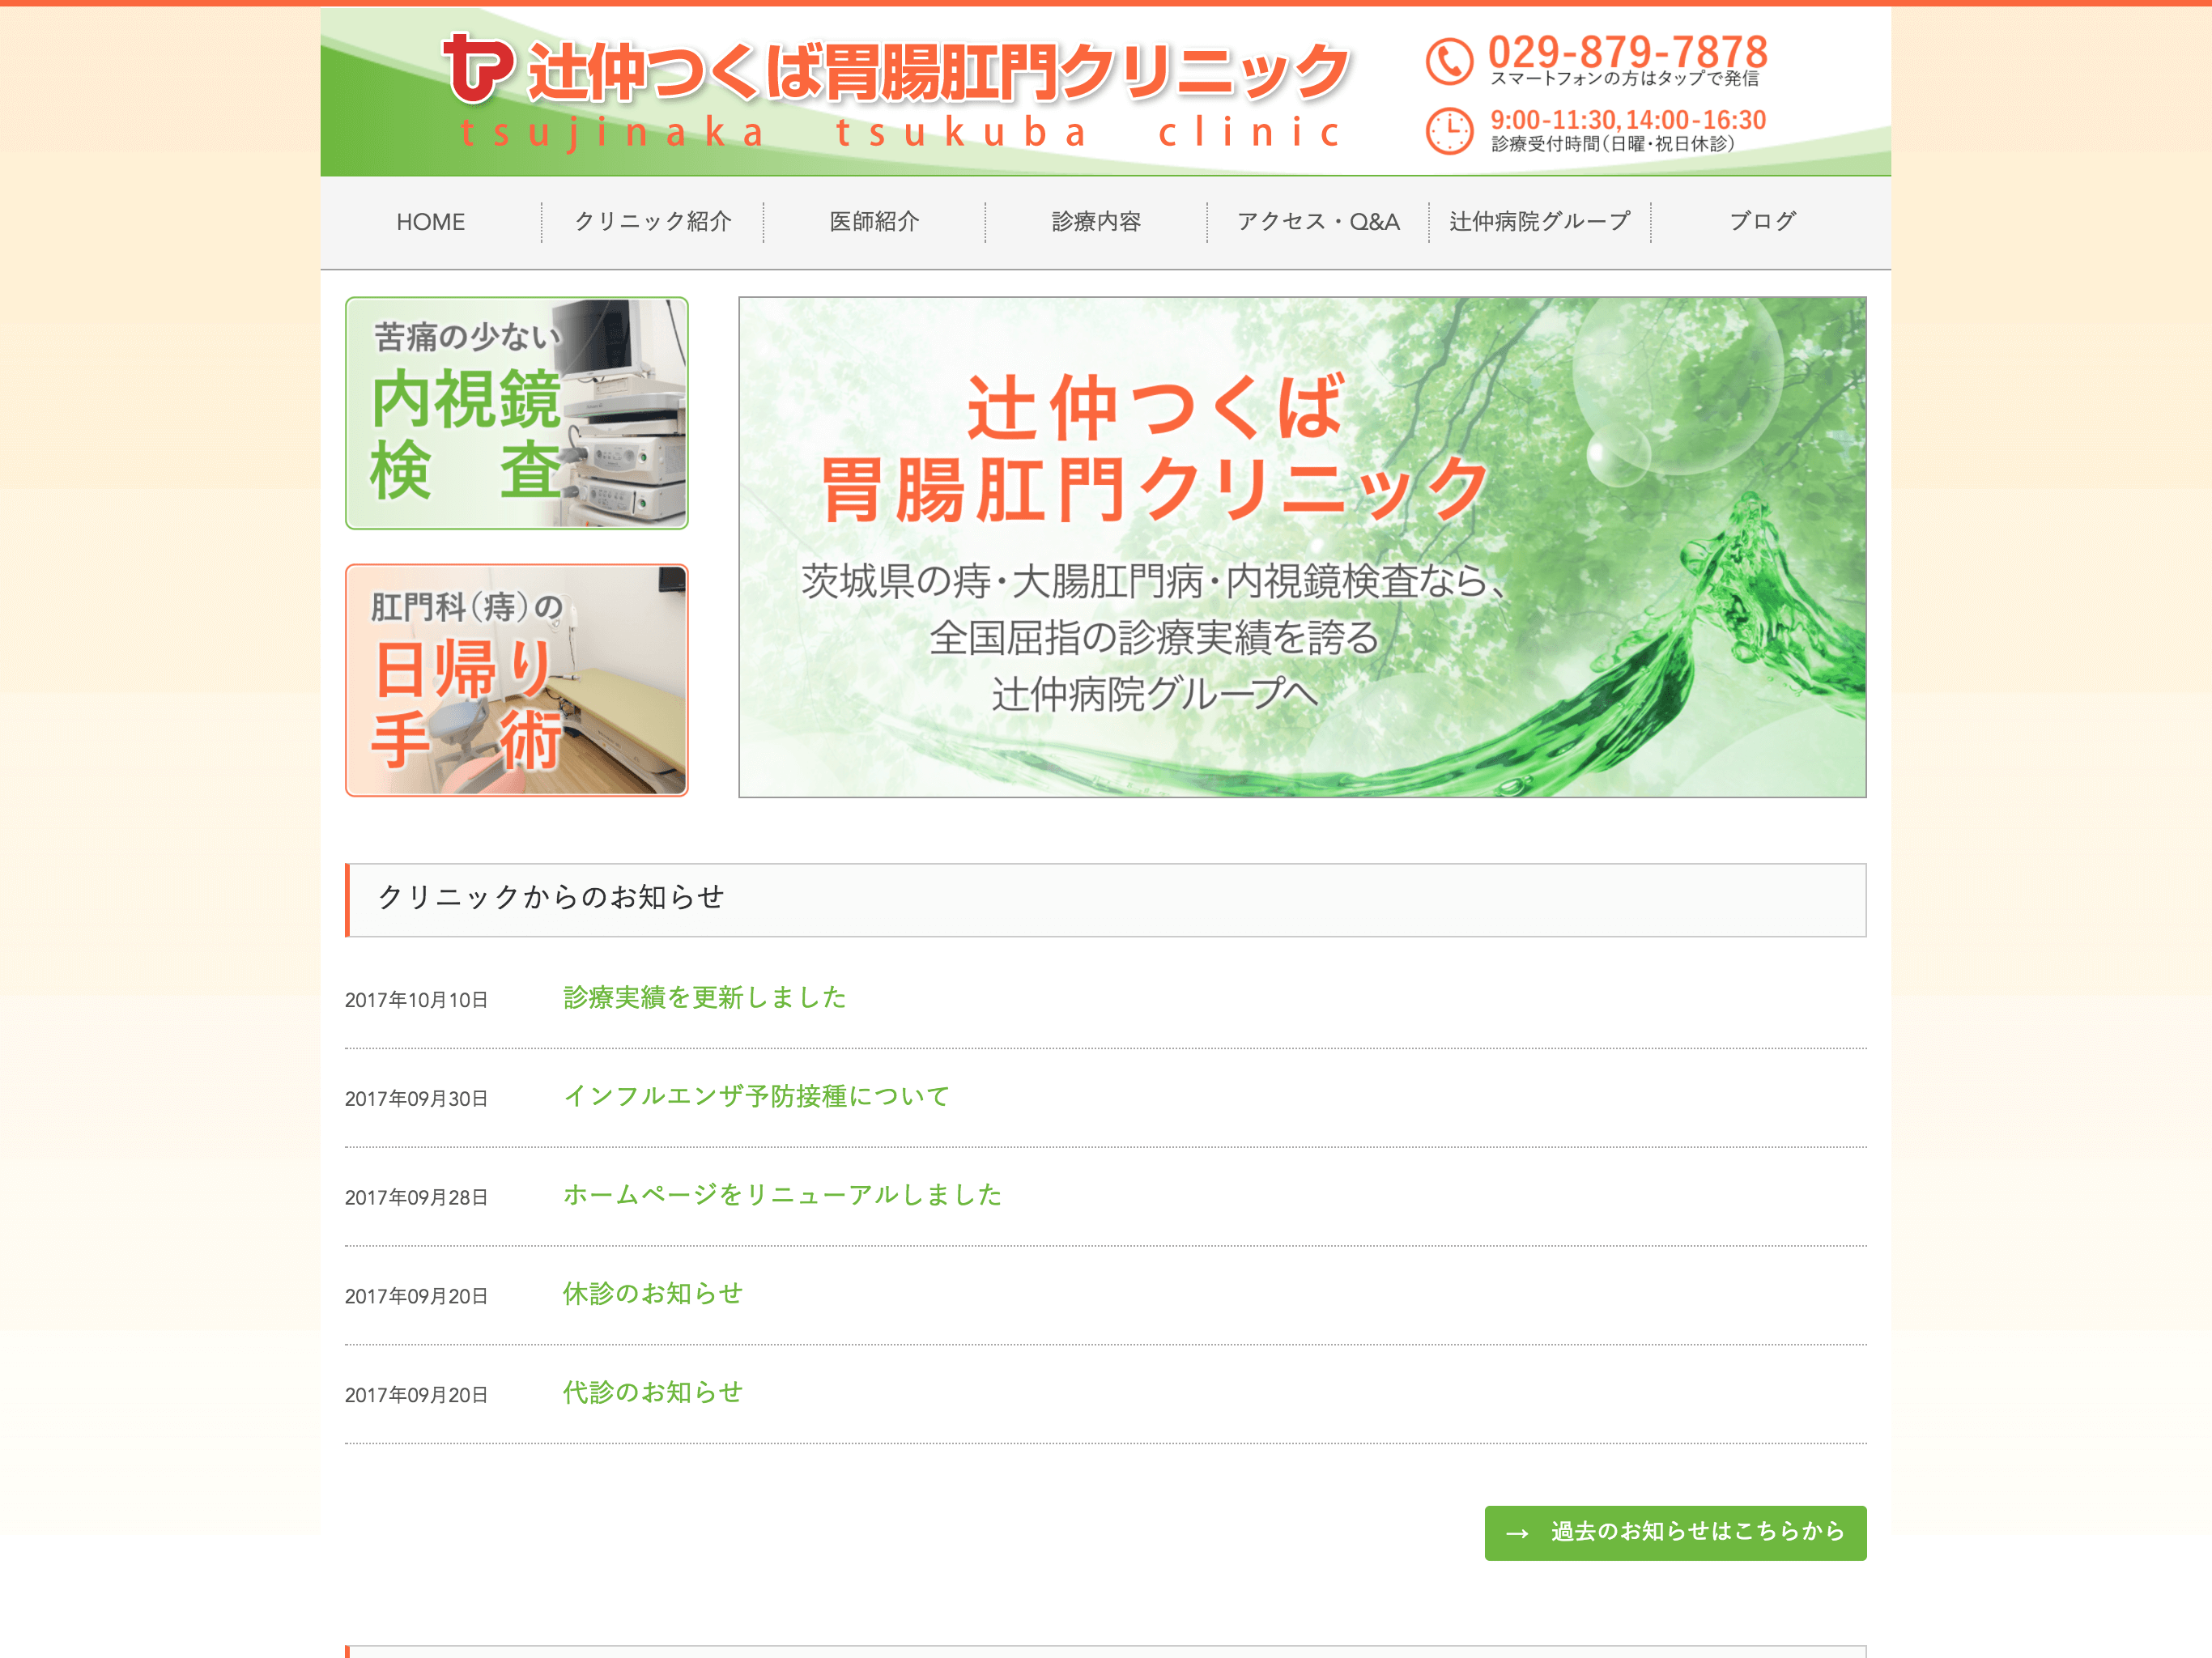 辻仲つくば胃腸肛門クリニック
tsujinaka tsukuba clinic
029-879-7878
スマートフォンの方はタップで発信
9:00-11:30, 14:00-16:30
診療受付時間（日曜・祝日休診）
HOME
クリニック紹介
医師紹介
診療内容
アクセス・Q&A
辻仲病院グループ
ブログ
苦痛の少ない
内視鏡
検 査
肛門科（痔）の
日帰り
手 術
辻仲つくば
胃腸肛門クリニック
茨城県の痔・大腸肛門病・内視鏡検査なら、
全国屈指の診療実績を誇る
辻仲病院グループへ
クリニックからのお知らせ
2017年10月10日 診療実績を更新しました
2017年09月30日 インフルエンザ予防接種について
2017年09月28日 ホームページをリニューアルしました
2017年09月20日 休診のお知らせ
2017年09月20日 代診のお知らせ
→ 過去のお知らせはこちらから